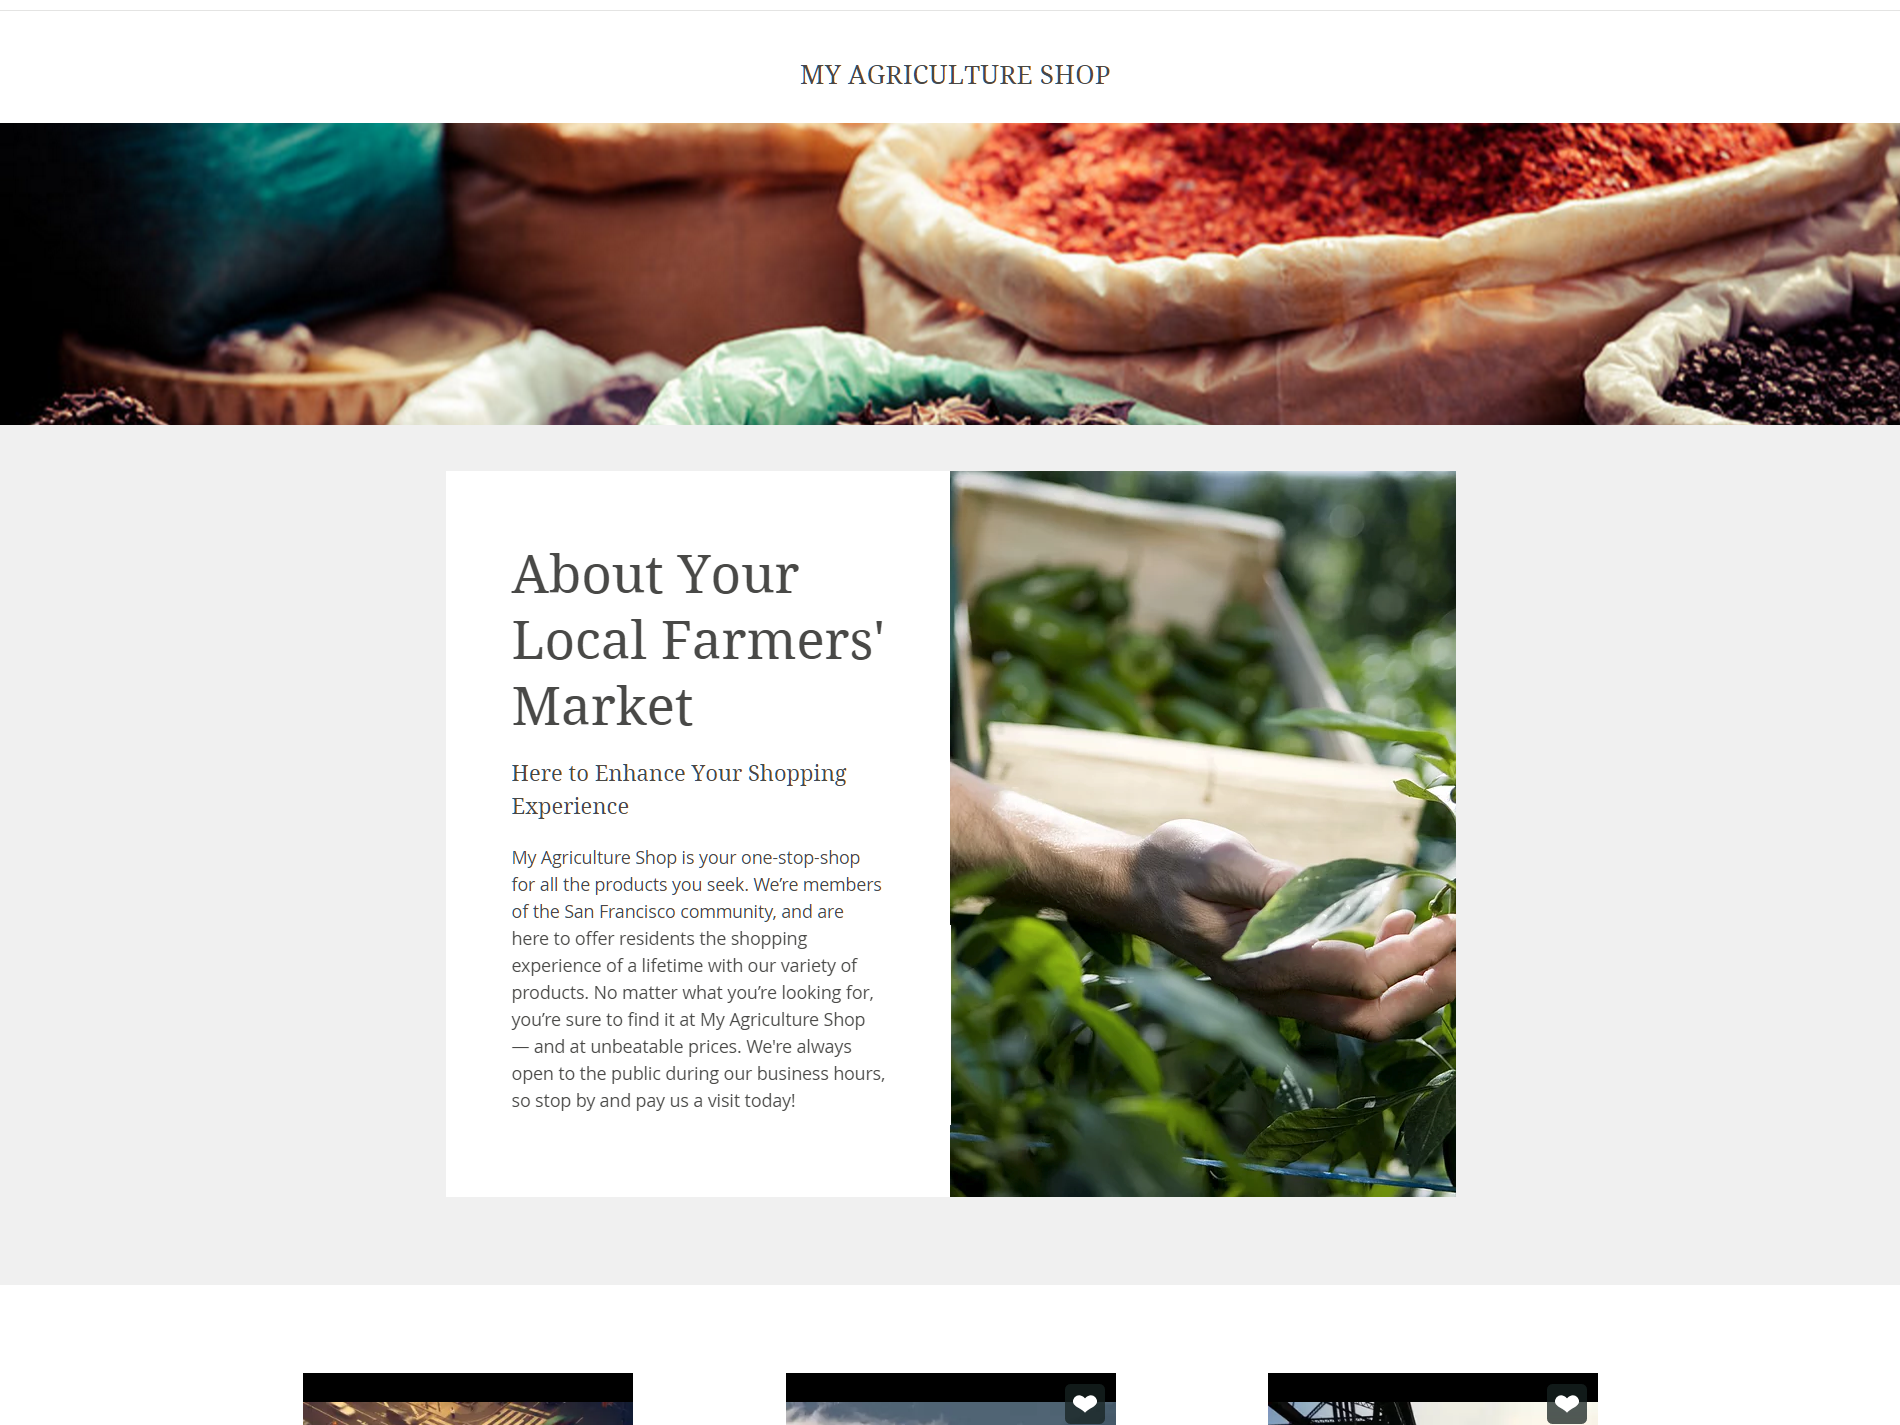 MY AGRICULTURE SHOP
About Your
Local Farmers'
Market
Here to Enhance Your Shopping
Experience
My Agriculture Shop is your one-stop-shop
for all the products you seek. We’re members
of the San Francisco community, and are
here to offer residents the shopping
experience of a lifetime with our variety of
products. No matter what you’re looking for,
you’re sure to find it at My Agriculture Shop
— and at unbeatable prices. We're always
open to the public during our business hours,
so stop by and pay us a visit today!